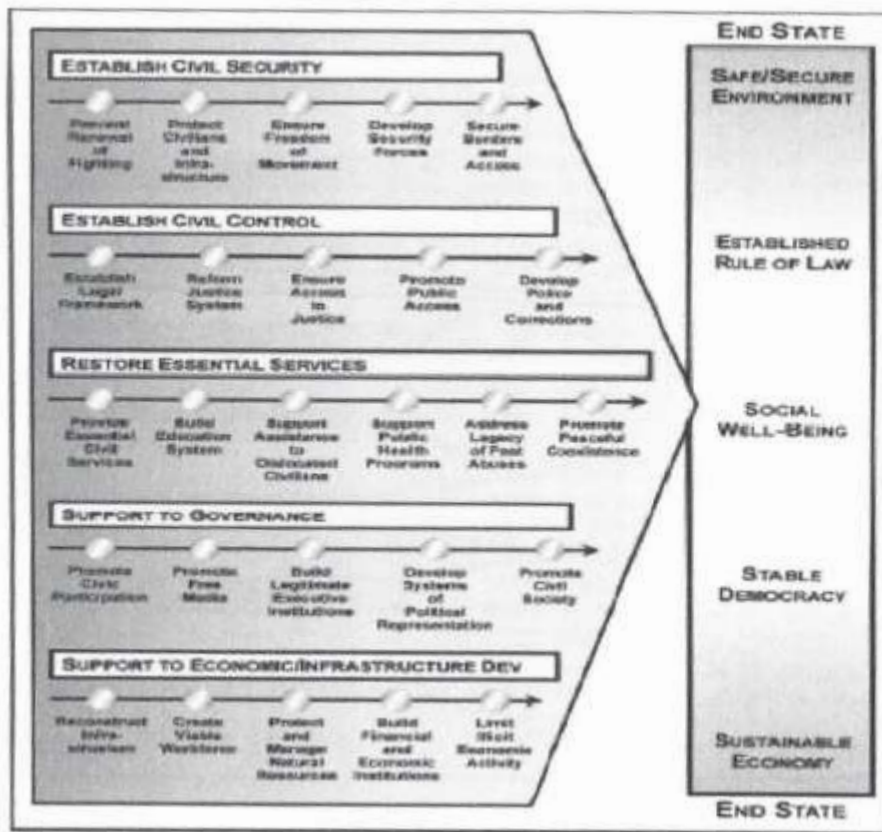 END STATE
ESTABLISH CIVIL SECURITY
SAFE/SECURE
ENVIRONMENT
Prevent
Renewal
of
Fighting
Protect
Civilians
and
Infra-
structure
Ensure
Freedom
of
Movement
Develop
Security
Forces
Secure
Borders
and
Access
ESTABLISH CIVIL CONTROL
ESTABLISHED
RULE OF LAW
Establish
Legal
Framework
Reform
Justice
System
Ensure
Access
to
Justice
Promote
Public
Access
Develop
Police
and
Corrections
RESTORE ESSENTIAL SERVICES
SOCIAL
WELL-BEING
Provide
Essential
Civil
Services
Build
Education
System
Support
Assistance
to
Dislocated
Civilians
Support
Public
Health
Programs
Address
Legacy
of Past
Abuses
Promote
Peaceful
Coexistence
SUPPORT TO GOVERNANCE
STABLE
DEMOCRACY
Promote
Civic
Participation
Promote
Free
Media
Build
Legitimate
Executive
Institutions
Develop
Systems
of
Political
Representation
Promote
Civil
Society
SUPPORT TO ECONOMIC/INFRASTRUCTURE DEV
SUSTAINABLE
ECONOMY
Reconstruct
Infra-
Create
Viable
Workforce
Protect
and
Manage
Natural
Resources
Build
Financial
and
Economic
Institutions
Limit
Illicit
Economic
Activity
END STATE